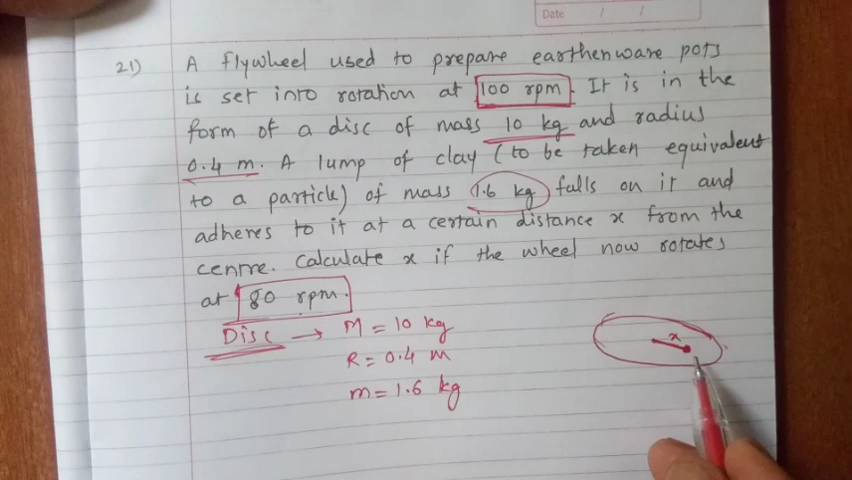 Date / /
21) A flywheel used to prepare earthenware pots
is set into rotation at 100 rpm. It is in the
form of a disc of mass 10 kg and radius
0.4 m. A lump of clay (to be taken equivalent
to a particle) of mass 1.6 kg falls on it and
adheres to it at a certain distance x from the
centre. Calculate x if the wheel now rotates
at 80 rpm.
Disc → M = 10 kg
R = 0.4 m
m = 1.6 kg
x